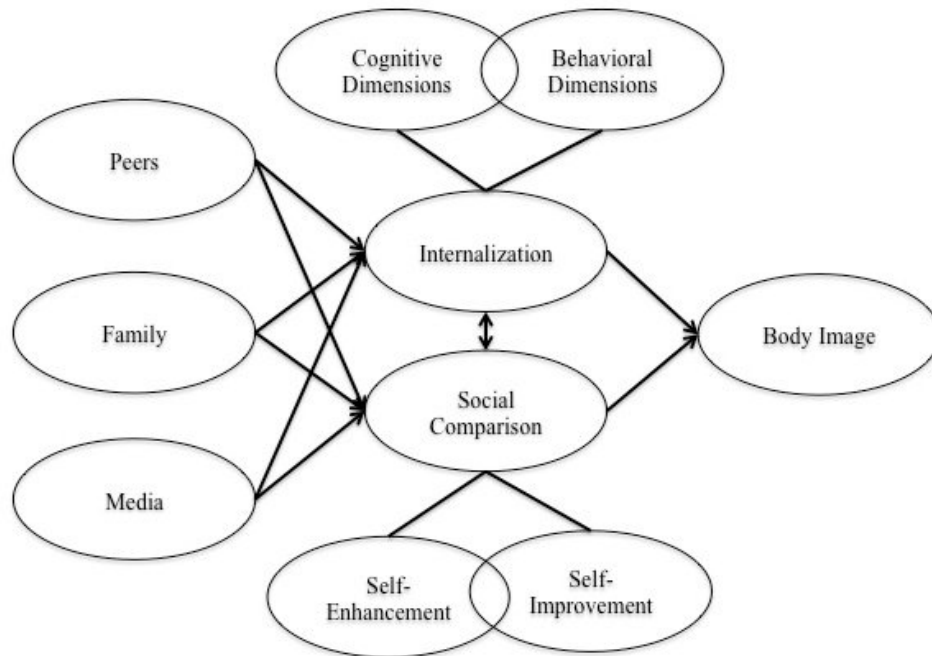 Cognitive
Dimensions
Behavioral
Dimensions
Peers
Internalization
Family
Body Image
Social
Comparison
Media
Self-
Enhancement
Self-
Improvement